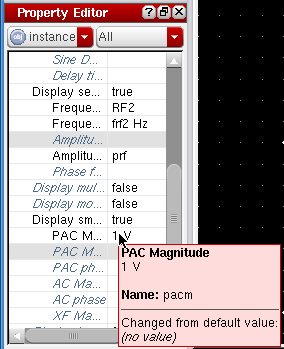 Property Editor
instance All
Sine D...
Delay ti...
Display se... true
Freque... RF2
Freque... frf2 Hz
Amplitu...
Amplitu... prf
Phase f...
Display mul... false
Display mo... false
Display sm... true
PAC M... 1 V
PAC M...
PAC ph...
AC Ma...
AC phase
XF Ma...
PAC Magnitude
1 V
Name: pacm
Changed from default value:
(no value)